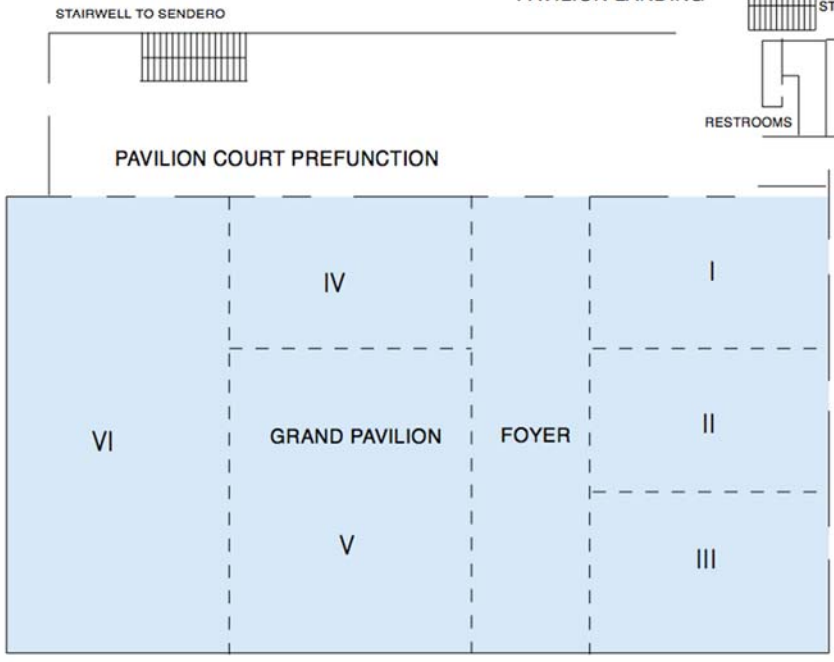 STAIRWELL TO SENDERO
RESTROOMS
PAVILION COURT PREFUNCTION
IV
I
VI
GRAND PAVILION
FOYER
II
V
III